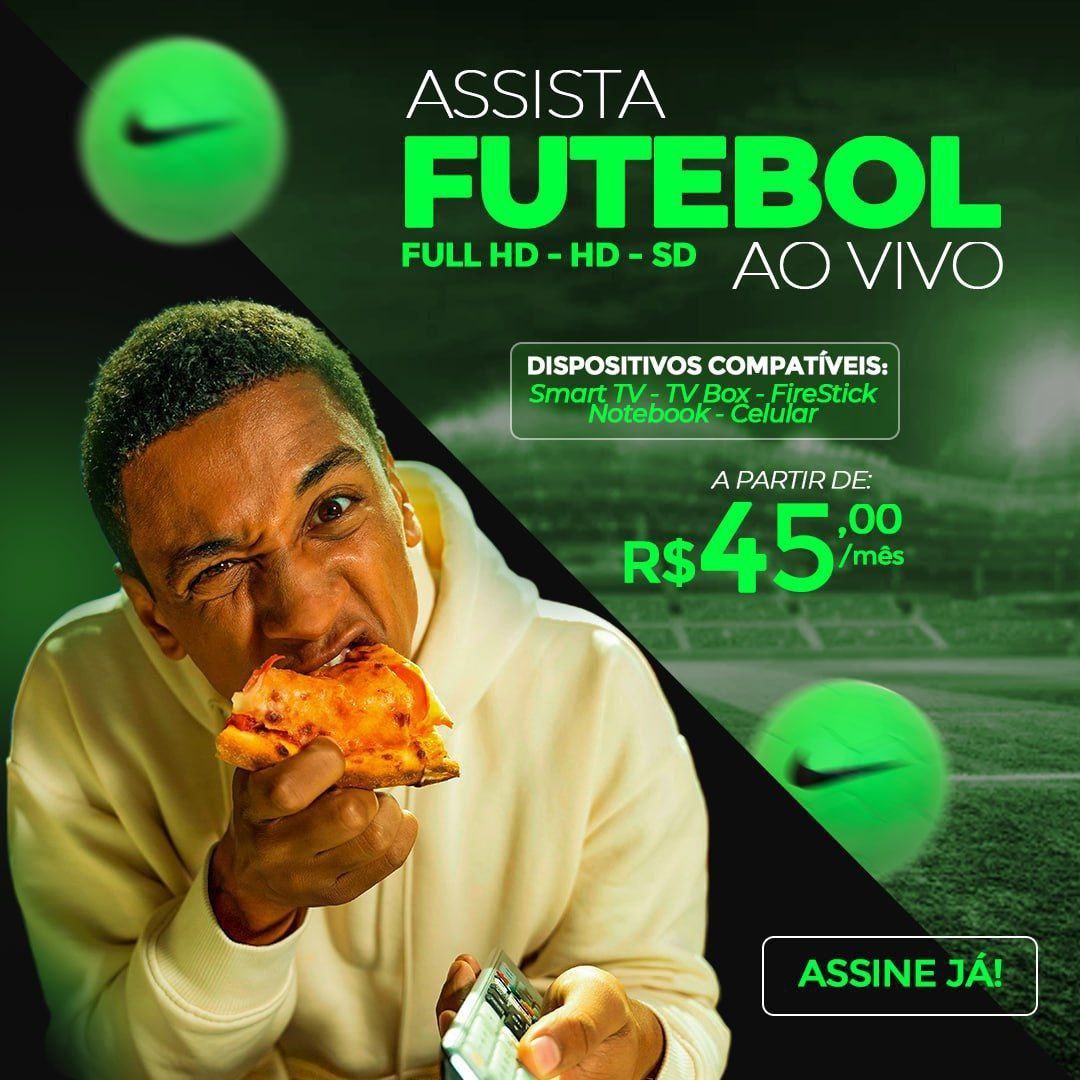 ASSISTA
FUTEBOL
FULL HD - HD - SD
AO VIVO
DISPOSITIVOS COMPATÍVEIS:
Smart TV - TV Box - FireStick
Notebook - Celular
A PARTIR DE:
R$45,00
/mês
ASSINE JÁ!